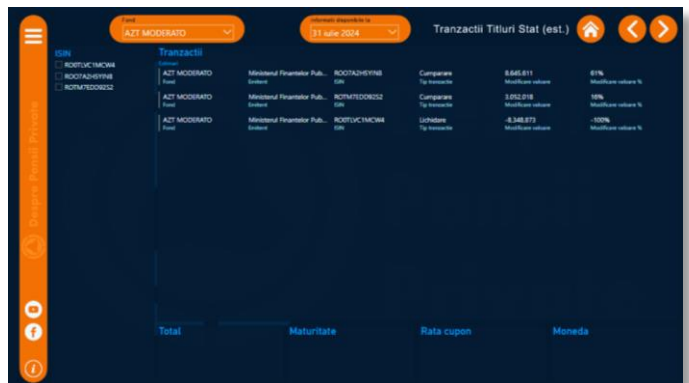 Fond
AZT MODERATO
Informatii disponibile la
31 iulie 2024
Tranzactii Titluri Stat (est.)
ISIN
ROOTLVC1MCW4
ROO7A2H5YIN8
ROTM7EDD92S2
Tranzactii
Estimari
AZT MODERATO Ministerul Finantelor Pub... ROO7A2H5YIN8 Cumparare 8,645,611 61%
Fond Emitent ISIN Tip tranzactie Modificare valoare Modificare valoare %
AZT MODERATO Ministerul Finantelor Pub... ROTM7EDD92S2 Cumparare 3,052,018 16%
Fond Emitent ISIN Tip tranzactie Modificare valoare Modificare valoare %
AZT MODERATO Ministerul Finantelor Pub... Lichidare -8,348,873 -100%
Fond Emitent ISIN Tip tranzactie Modificare valoare Modificare valoare %
Despre Pensii Private
Total
Maturitate
Rata cupon
Moneda